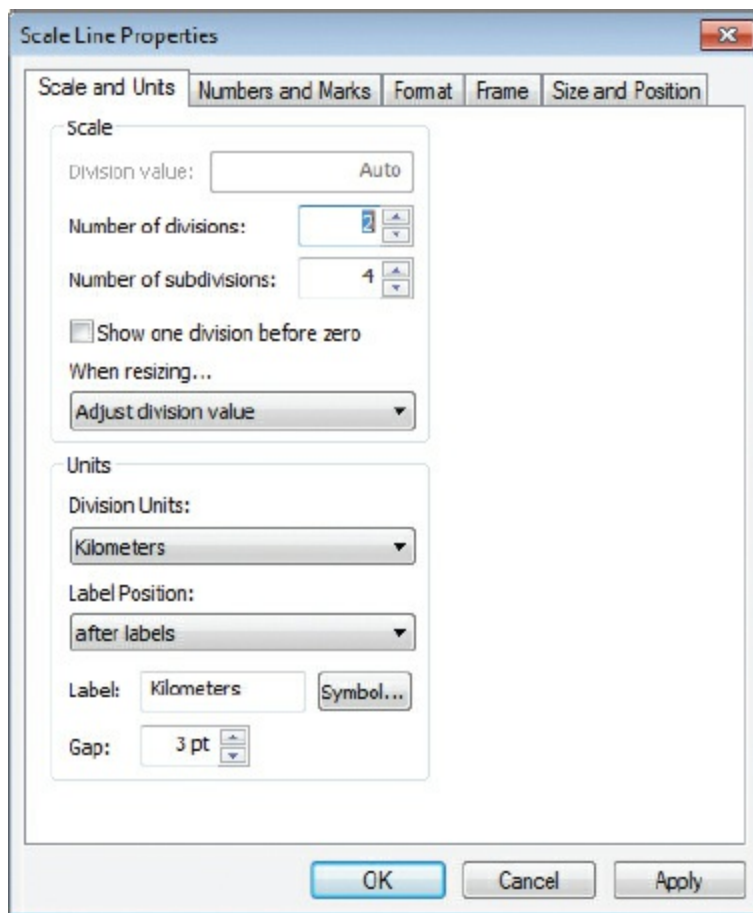 Scale Line Properties
Scale and Units Numbers and Marks Format Frame Size and Position
Scale
Division value: Auto
Number of divisions: 2
Number of subdivisions: 4
Show one division before zero
When resizing...
Adjust division value
Units
Division Units:
Kilometers
Label Position:
after labels
Label: Kilometers Symbol...
Gap: 3 pt
OK Cancel Apply